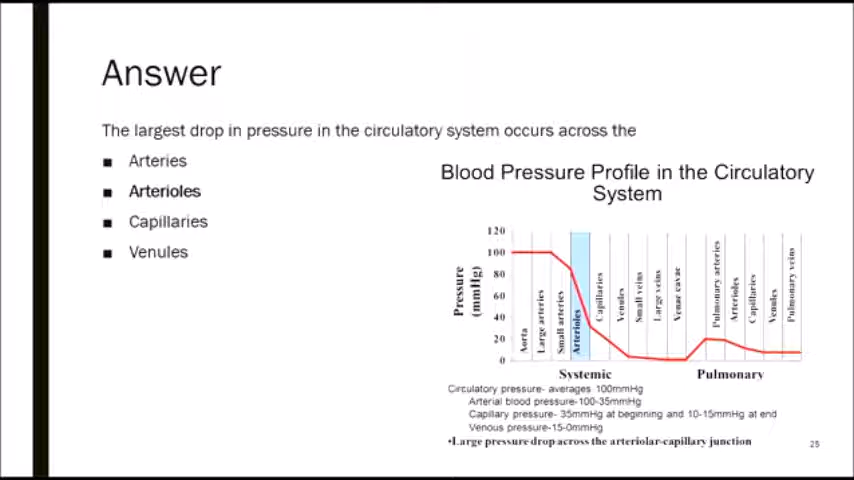 Answer
The largest drop in pressure in the circulatory system occurs across the
■ Arteries
■ Arterioles
■ Capillaries
■ Venules
Blood Pressure Profile in the Circulatory
System
120
100
80
60
40
20
0
Pressure
(mmHg)
Aorta
Large arteries
Small arteries
Arterioles
Capillaries
Venules
Small veins
Large veins
Venae cavae
Pulmonary arteries
Arterioles
Capillaries
Venules
Pulmonary veins
Systemic
Pulmonary
Circulatory pressure- averages 100mmHg
Arterial blood pressure-100-35mmHg
Capillary pressure- 35mmHg at beginning and 10-15mmHg at end
Venous pressure-15-0mmHg
•Large pressure drop across the arteriolar-capillary junction
25